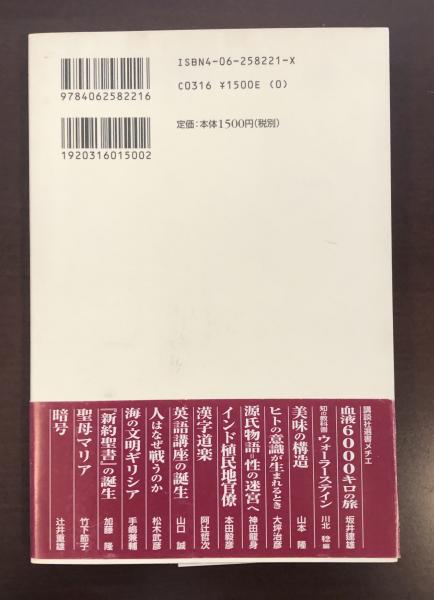 ISBN4-06-258221-X
C0316 ¥1500E (0)
定価:本体1500円(税別)
9784062582216
1920316015002
講談社選書メチエ
血液6000キロの旅 坂井建雄
知の教科書 ウォーラーステイン 川北 稔 編
美味の構造 山本 隆
ヒトの意識が生まれるとき 大坪治彦
源氏物語=性の迷宮へ 神田龍身
インド植民地官僚 本田毅彦
漢字道楽 阿辻哲次
英語講座の誕生 山口 誠
人はなぜ戦うのか 松木武彦
海の文明ギリシア 手嶋兼輔
『新約聖書』の誕生 加藤 隆
聖母マリア 竹下節子
暗号 辻井重雄